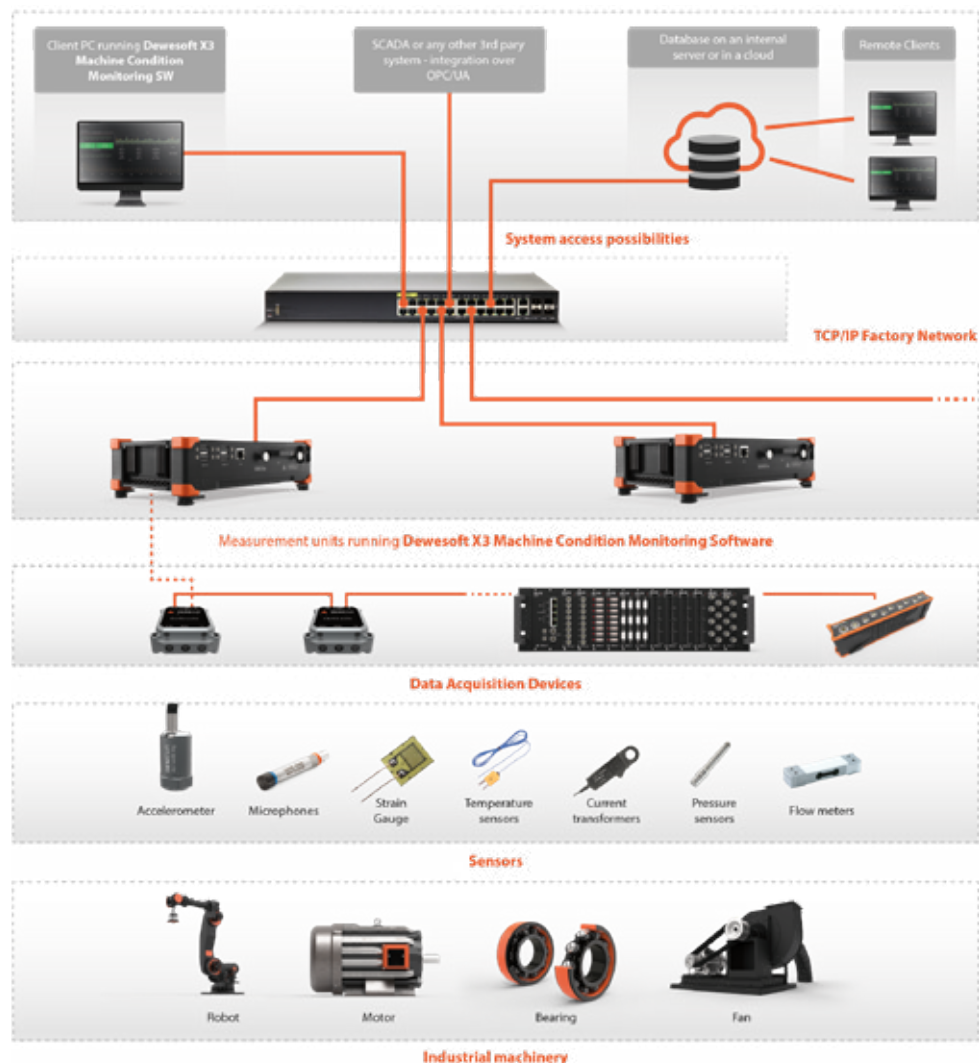 Client PC running Dewesoft X3
Machine Condition
Monitoring SW
SCADA or any other 3rd pary
system - integration over
OPC/UA
Database on an internal
server or in a cloud
Remote Clients
System access possibilities
TCP/IP Factory Network
Measurement units running Dewesoft X3 Machine Condition Monitoring Software
Data Acquisition Devices
Accelerometer
Microphones
Strain
Gauge
Temperature
sensors
Current
transformers
Pressure
sensors
Flow meters
Sensors
Robot
Motor
Bearing
Fan
Industrial machinery